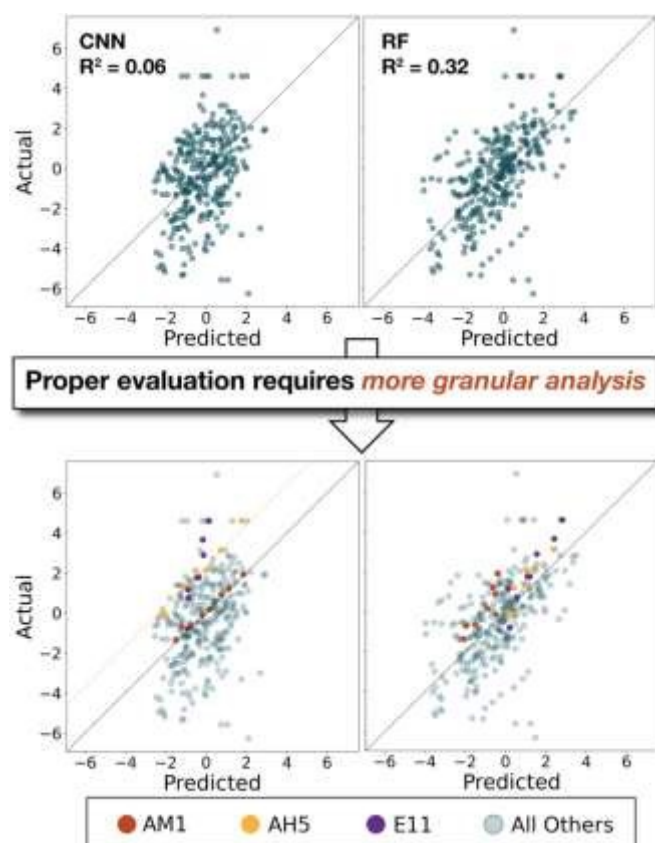 CNN
R² = 0.06
RF
R² = 0.32
6
4
2
0
−2
−4
−6
Actual
−6 −4 −2 0 2 4 6
−6 −4 −2 0 2 4 6
Predicted
Predicted
Proper evaluation requires more granular analysis
6
4
2
0
−2
−4
−6
Actual
−6 −4 −2 0 2 4 6
−6 −4 −2 0 2 4 6
Predicted
Predicted
AM1 AH5 E11 All Others